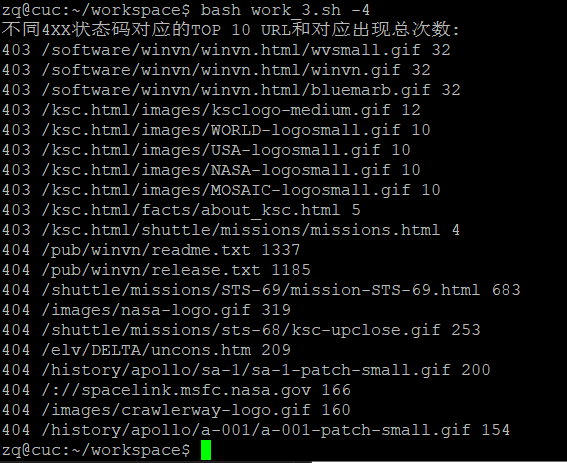 zq@cuc:~/workspace$ bash work_3.sh -4
不同4XX状态码对应的TOP 10 URL和对应出现总次数:
403 /software/winvn/winvn.html/wvsmall.gif 32
403 /software/winvn/winvn.html/winvn.gif 32
403 /software/winvn/winvn.html/bluemarb.gif 32
403 /ksc.html/images/ksclogo-medium.gif 12
403 /ksc.html/images/WORLD-logosmall.gif 10
403 /ksc.html/images/USA-logosmall.gif 10
403 /ksc.html/images/NASA-logosmall.gif 10
403 /ksc.html/images/MOSAIC-logosmall.gif 10
403 /ksc.html/facts/about_ksc.html 5
403 /ksc.html/shuttle/missions/missions.html 4
404 /pub/winvn/readme.txt 1337
404 /pub/winvn/release.txt 1185
404 /shuttle/missions/STS-69/mission-STS-69.html 683
404 /images/nasa-logo.gif 319
404 /shuttle/missions/sts-68/ksc-upclose.gif 253
404 /elv/DELTA/uncons.htm 209
404 /history/apollo/sa-1/sa-1-patch-small.gif 200
404 /://spacelink.msfc.nasa.gov 166
404 /images/crawlerway-logo.gif 160
404 /history/apollo/a-001/a-001-patch-small.gif 154
zq@cuc:~/workspace$